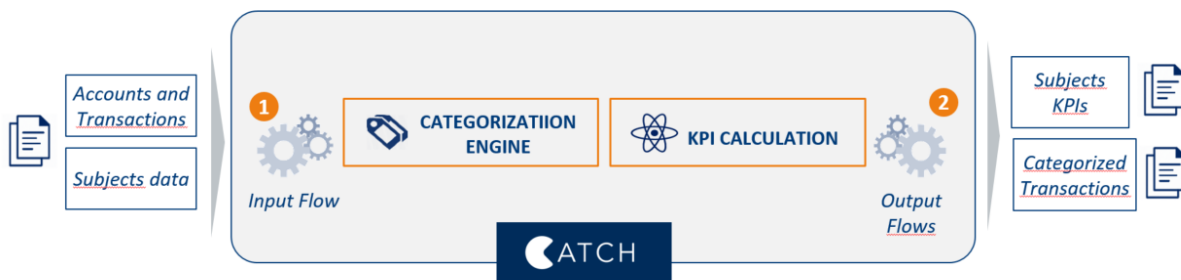 Accounts and
Transactions
Subjects data
1
Input Flow
CATEGORIZATIION
ENGINE
KPI CALCULATION
2
Output
Flows
CATCH
Subjects
KPIs
Categorized
Transactions